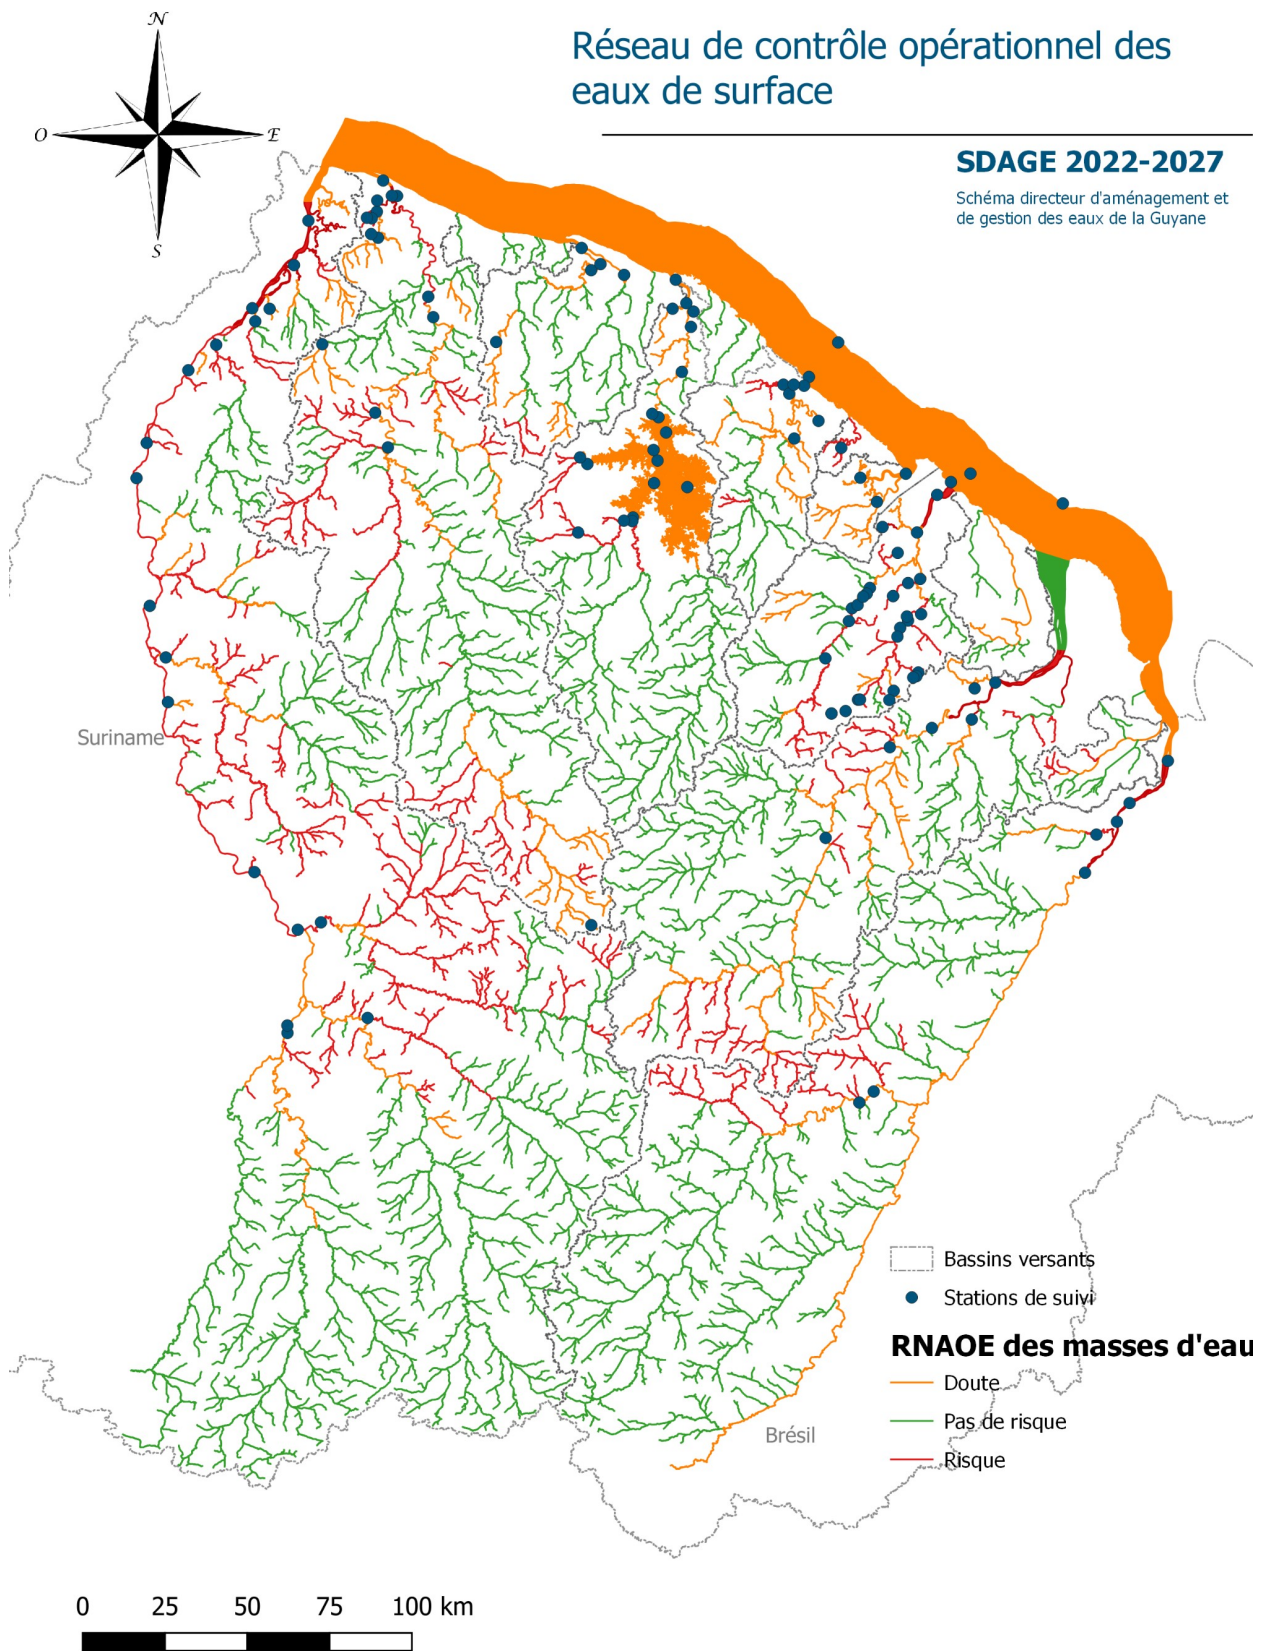 N
O
E
S
Réseau de contrôle opérationnel des
eaux de surface
SDAGE 2022-2027
Schéma directeur d'aménagement et
de gestion des eaux de la Guyane
Suriname
Bassins versants
Stations de suivi
RNAOE des masses d'eau
Doute
Pas de risque
Risque
Brésil
0 25 50 75 100 km